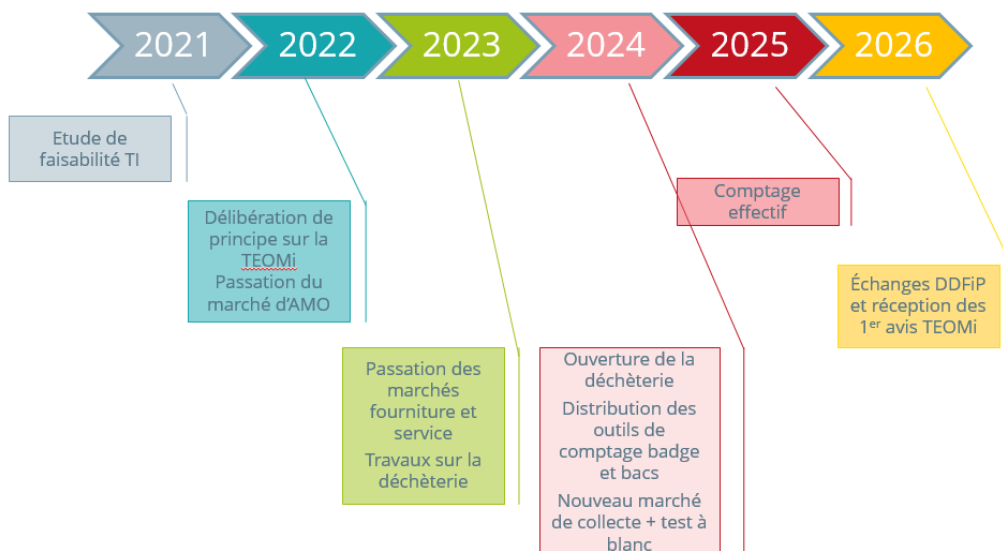 2021
2022
2023
2024
2025
2026
Etude de
faisabilité TI
Délibération de
principe sur la
TEOMi
Passation du
marché d'AMO
Passation des
marchés
fourniture et
service
Travaux sur la
déchèterie
Ouverture de la
déchèterie
Distribution des
outils de
comptage badge
et bacs
Nouveau marché
de collecte + test à
blanc
Comptage
effectif
Échanges DDFiP
et réception des
1er avis TEOMi